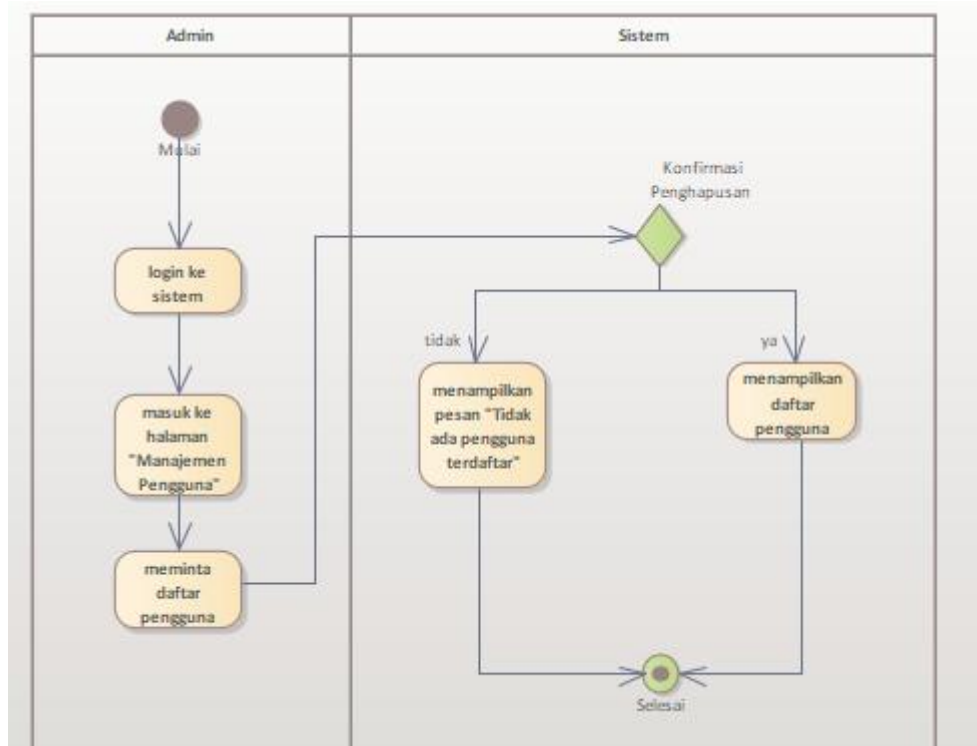 Admin
Sistem
Mulai
login ke
sistem
masuk ke
halaman
"Manajemen
Pengguna"
meminta
daftar
pengguna
Konfirmasi
Penghapusan
tidak
ya
menampilkan
pesan "Tidak
ada pengguna
terdaftar"
menampilkan
daftar
pengguna
Selesai